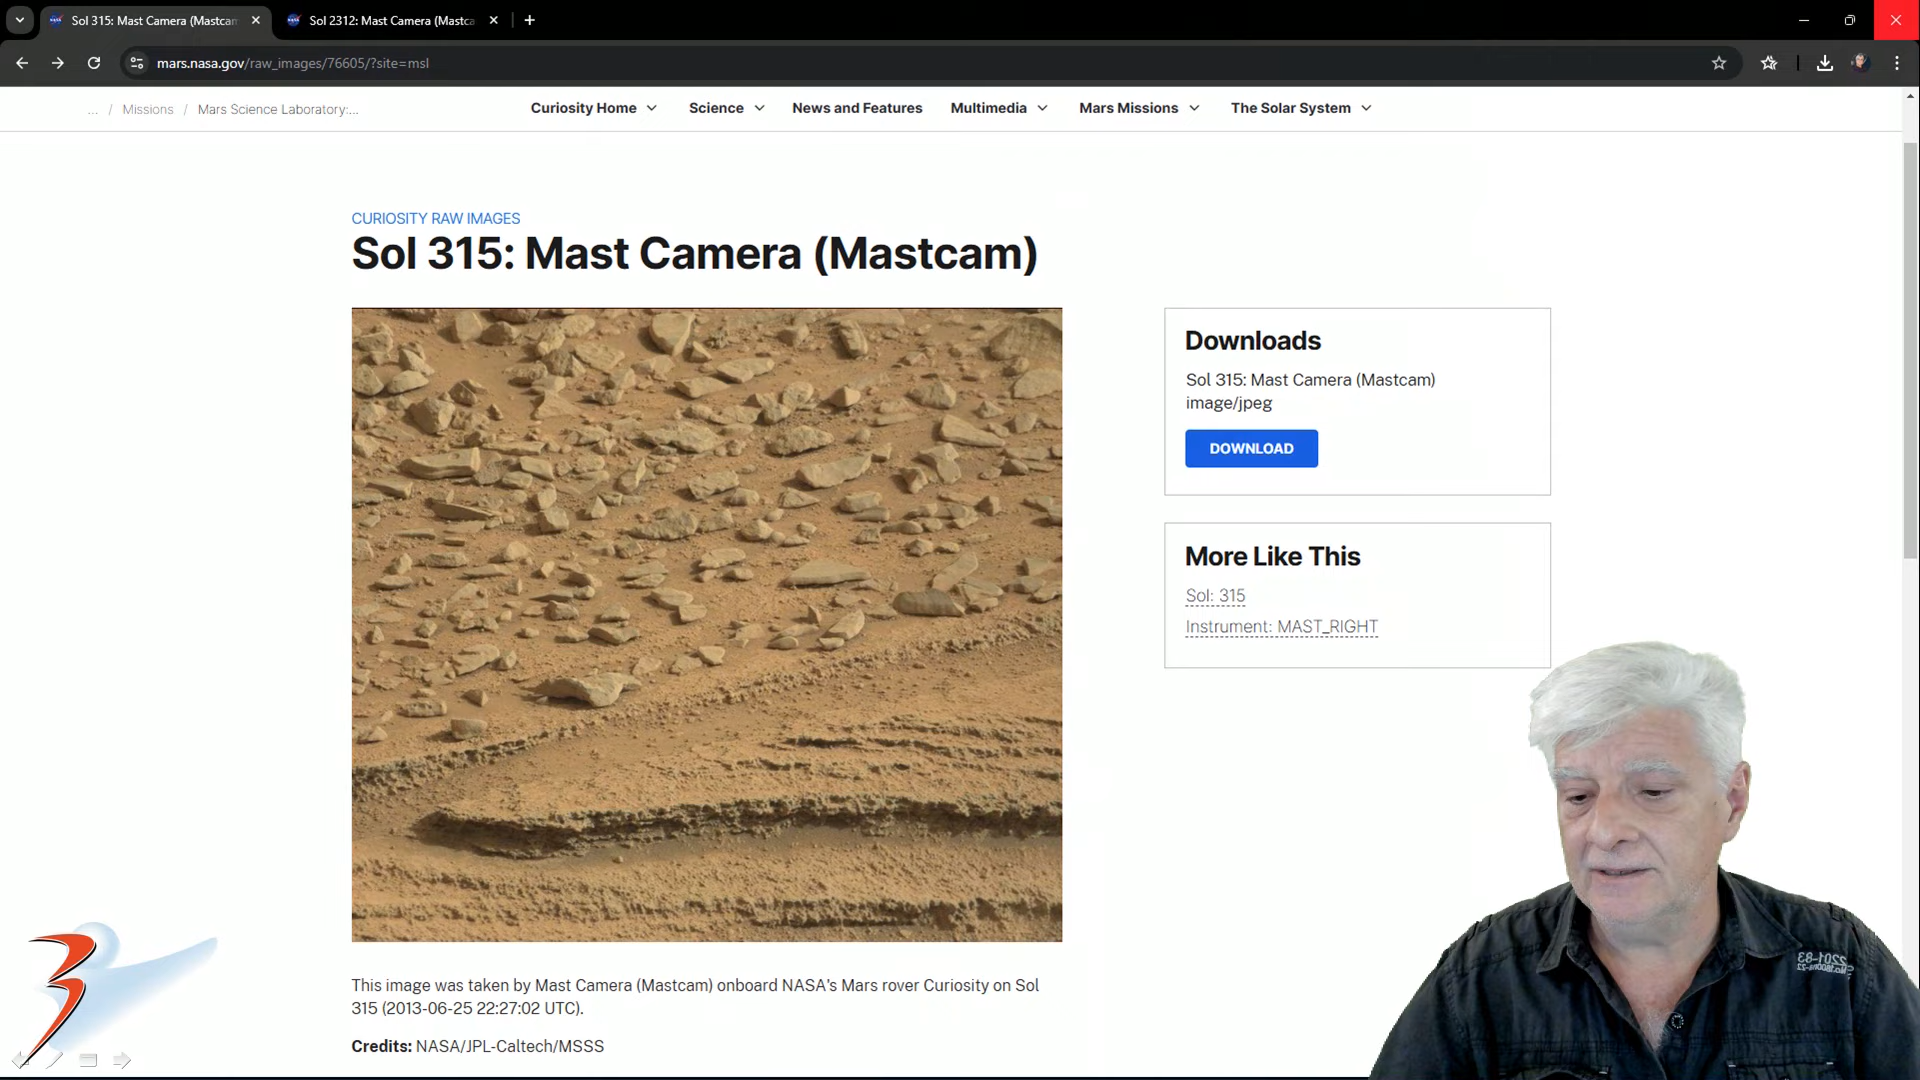 Sol 315: Mast Camera (Mastcam
Sol 2312: Mast Camera (Mastca
mars.nasa.gov/raw_images/76605/?site=msl
... / Missions / Mars Science Laboratory:...
Curiosity Home Science News and Features Multimedia Mars Missions The Solar System
CURIOSITY RAW IMAGES
Sol 315: Mast Camera (Mastcam)
Downloads
Sol 315: Mast Camera (Mastcam)
image/jpeg
DOWNLOAD
More Like This
Sol: 315
Instrument: MAST_RIGHT
This image was taken by Mast Camera (Mastcam) onboard NASA's Mars rover Curiosity on Sol
315 (2013-06-25 22:27:02 UTC).
Credits: NASA/JPL-Caltech/MSSS
2201-83